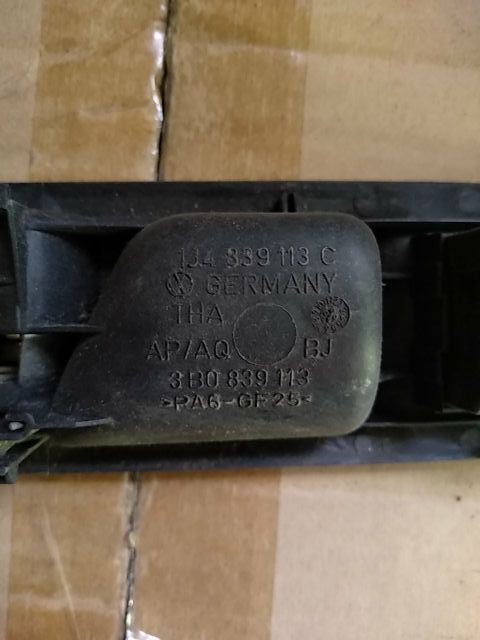 1J4 839 113 C
GERMANY
THA
AP/AQ BJ
3B0 839 113
>PA6-GF25<